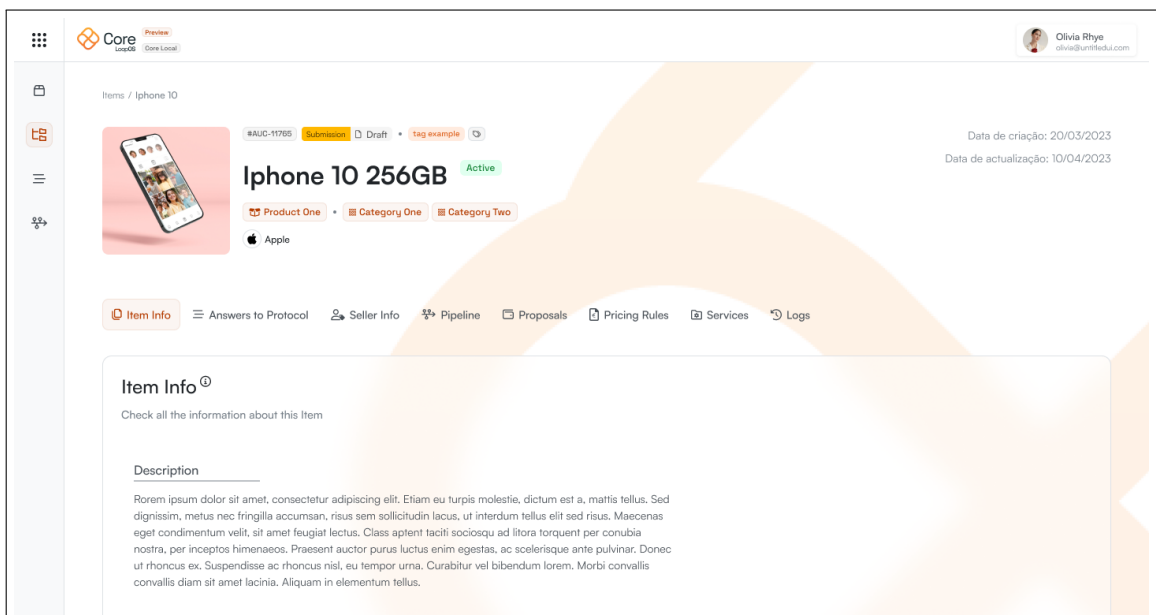 Core
LoopOS
Preview
Core Local
Olivia Rhye
olivia@untitledui.com
Items / Iphone 10
#AUC-11765 Submission Draft • tag example
Data de criação: 20/03/2023
Data de actualização: 10/04/2023
Iphone 10 256GB Active
Product One • Category One Category Two
Apple
Item Info Answers to Protocol Seller Info Pipeline Proposals Pricing Rules Services Logs
Item Info
Check all the information about this Item
Description
Rorem ipsum dolor sit amet, consectetur adipiscing elit. Etiam eu turpis molestie, dictum est a, mattis tellus. Sed
dignissim, metus nec fringilla accumsan, risus sem sollicitudin lacus, ut interdum tellus elit sed risus. Maecenas
eget condimentum velit, sit amet feugiat lectus. Class aptent taciti sociosqu ad litora torquent per conubia
nostra, per inceptos himenaeos. Praesent auctor purus luctus enim egestas, ac scelerisque ante pulvinar. Donec
ut rhoncus ex. Suspendisse ac rhoncus nisl, eu tempor urna. Curabitur vel bibendum lorem. Morbi convallis
convallis diam sit amet lacinia. Aliquam in elementum tellus.